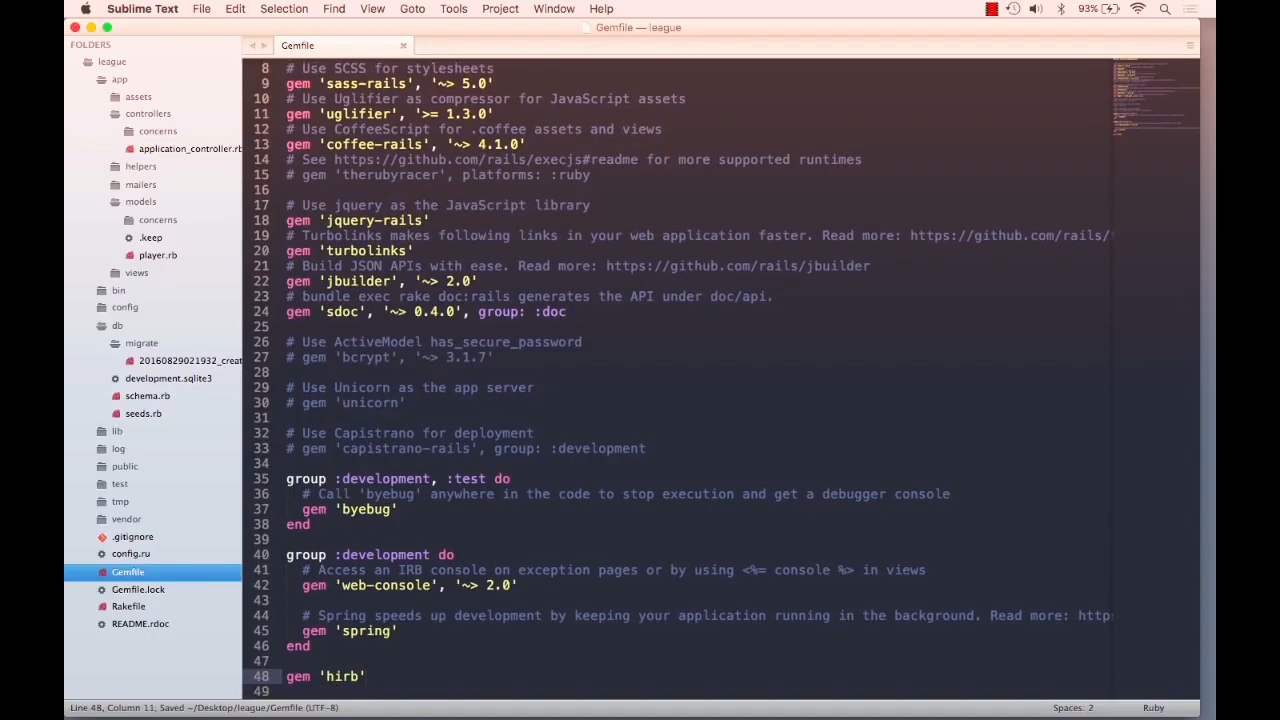 Sublime Text File Edit Selection Find View Goto Tools Project Window Help 93%
Gemfile — league
FOLDERS
league
app
assets
controllers
concerns
application_controller.rb
helpers
mailers
models
concerns
.keep
player.rb
views
bin
config
db
migrate
20160829021932_creat
development.sqlite3
schema.rb
seeds.rb
lib
log
public
test
tmp
vendor
.gitignore
config.ru
Gemfile
Gemfile.lock
Rakefile
README.rdoc
Gemfile
8 # Use SCSS for stylesheets
9 gem 'sass-rails', '~> 5.0'
10 # Use Uglifier as compressor for JavaScript assets
11 gem 'uglifier', '>= 1.3.0'
12 # Use CoffeeScript for .coffee assets and views
13 gem 'coffee-rails', '~> 4.1.0'
14 # See https://github.com/rails/execjs#readme for more supported runtimes
15 # gem 'therubyracer', platforms: :ruby
16
17 # Use jquery as the JavaScript library
18 gem 'jquery-rails'
19 # Turbolinks makes following links in your web application faster. Read more: https://github.com/rails/
20 gem 'turbolinks'
21 # Build JSON APIs with ease. Read more: https://github.com/rails/jbuilder
22 gem 'jbuilder', '~> 2.0'
23 # bundle exec rake doc:rails generates the API under doc/api.
24 gem 'sdoc', '~> 0.4.0', group: :doc
25
26 # Use ActiveModel has_secure_password
27 # gem 'bcrypt', '~> 3.1.7'
28
29 # Use Unicorn as the app server
30 # gem 'unicorn'
31
32 # Use Capistrano for deployment
33 # gem 'capistrano-rails', group: :development
34
35 group :development, :test do
36 # Call 'byebug' anywhere in the code to stop execution and get a debugger console
37 gem 'byebug'
38 end
39
40 group :development do
41 # Access an IRB console on exception pages or by using <%= console %> in views
42 gem 'web-console', '~> 2.0'
43
44 # Spring speeds up development by keeping your application running in the background. Read more: http
45 gem 'spring'
46 end
47
48 gem 'hirb'
49
Line 48, Column 11; Saved ~/Desktop/league/Gemfile (UTF-8) Spaces: 2 Ruby